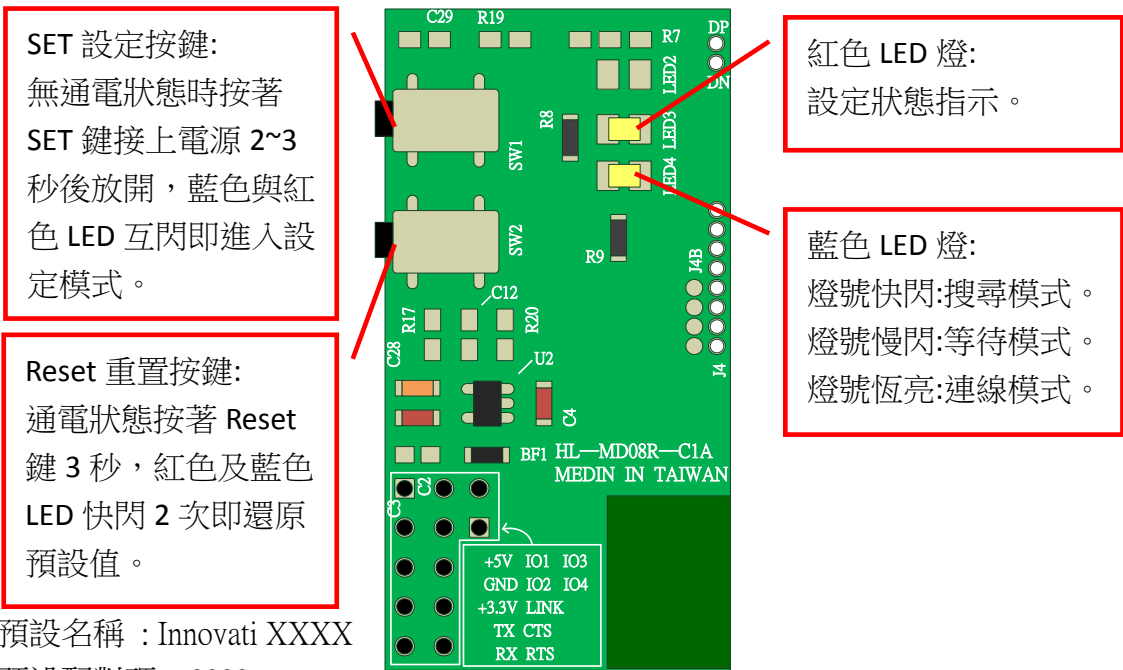 SET 設定按鍵:
無通電狀態時按著
SET 鍵接上電源 2~3
秒後放開，藍色與紅
色 LED 互閃即進入設
定模式。
Reset 重置按鍵:
通電狀態按著 Reset
鍵 3 秒，紅色及藍色
LED 快閃 2 次即還原
預設值。
預設名稱 : Innovati XXXX
C29 R19
R7
DP
DN
LED2
LED3
LED4
R8
SW1
SW2
R9
J4B
J4
C12
R17
R20
C28
U2
C4
BF1
HL—MD08R—C1A
MEDIN IN TAIWAN
C2
C3
+5V IO1 IO3
GND IO2 IO4
+3.3V LINK
TX CTS
RX RTS
紅色 LED 燈:
設定狀態指示。
藍色 LED 燈:
燈號快閃:搜尋模式。
燈號慢閃:等待模式。
燈號恆亮:連線模式。